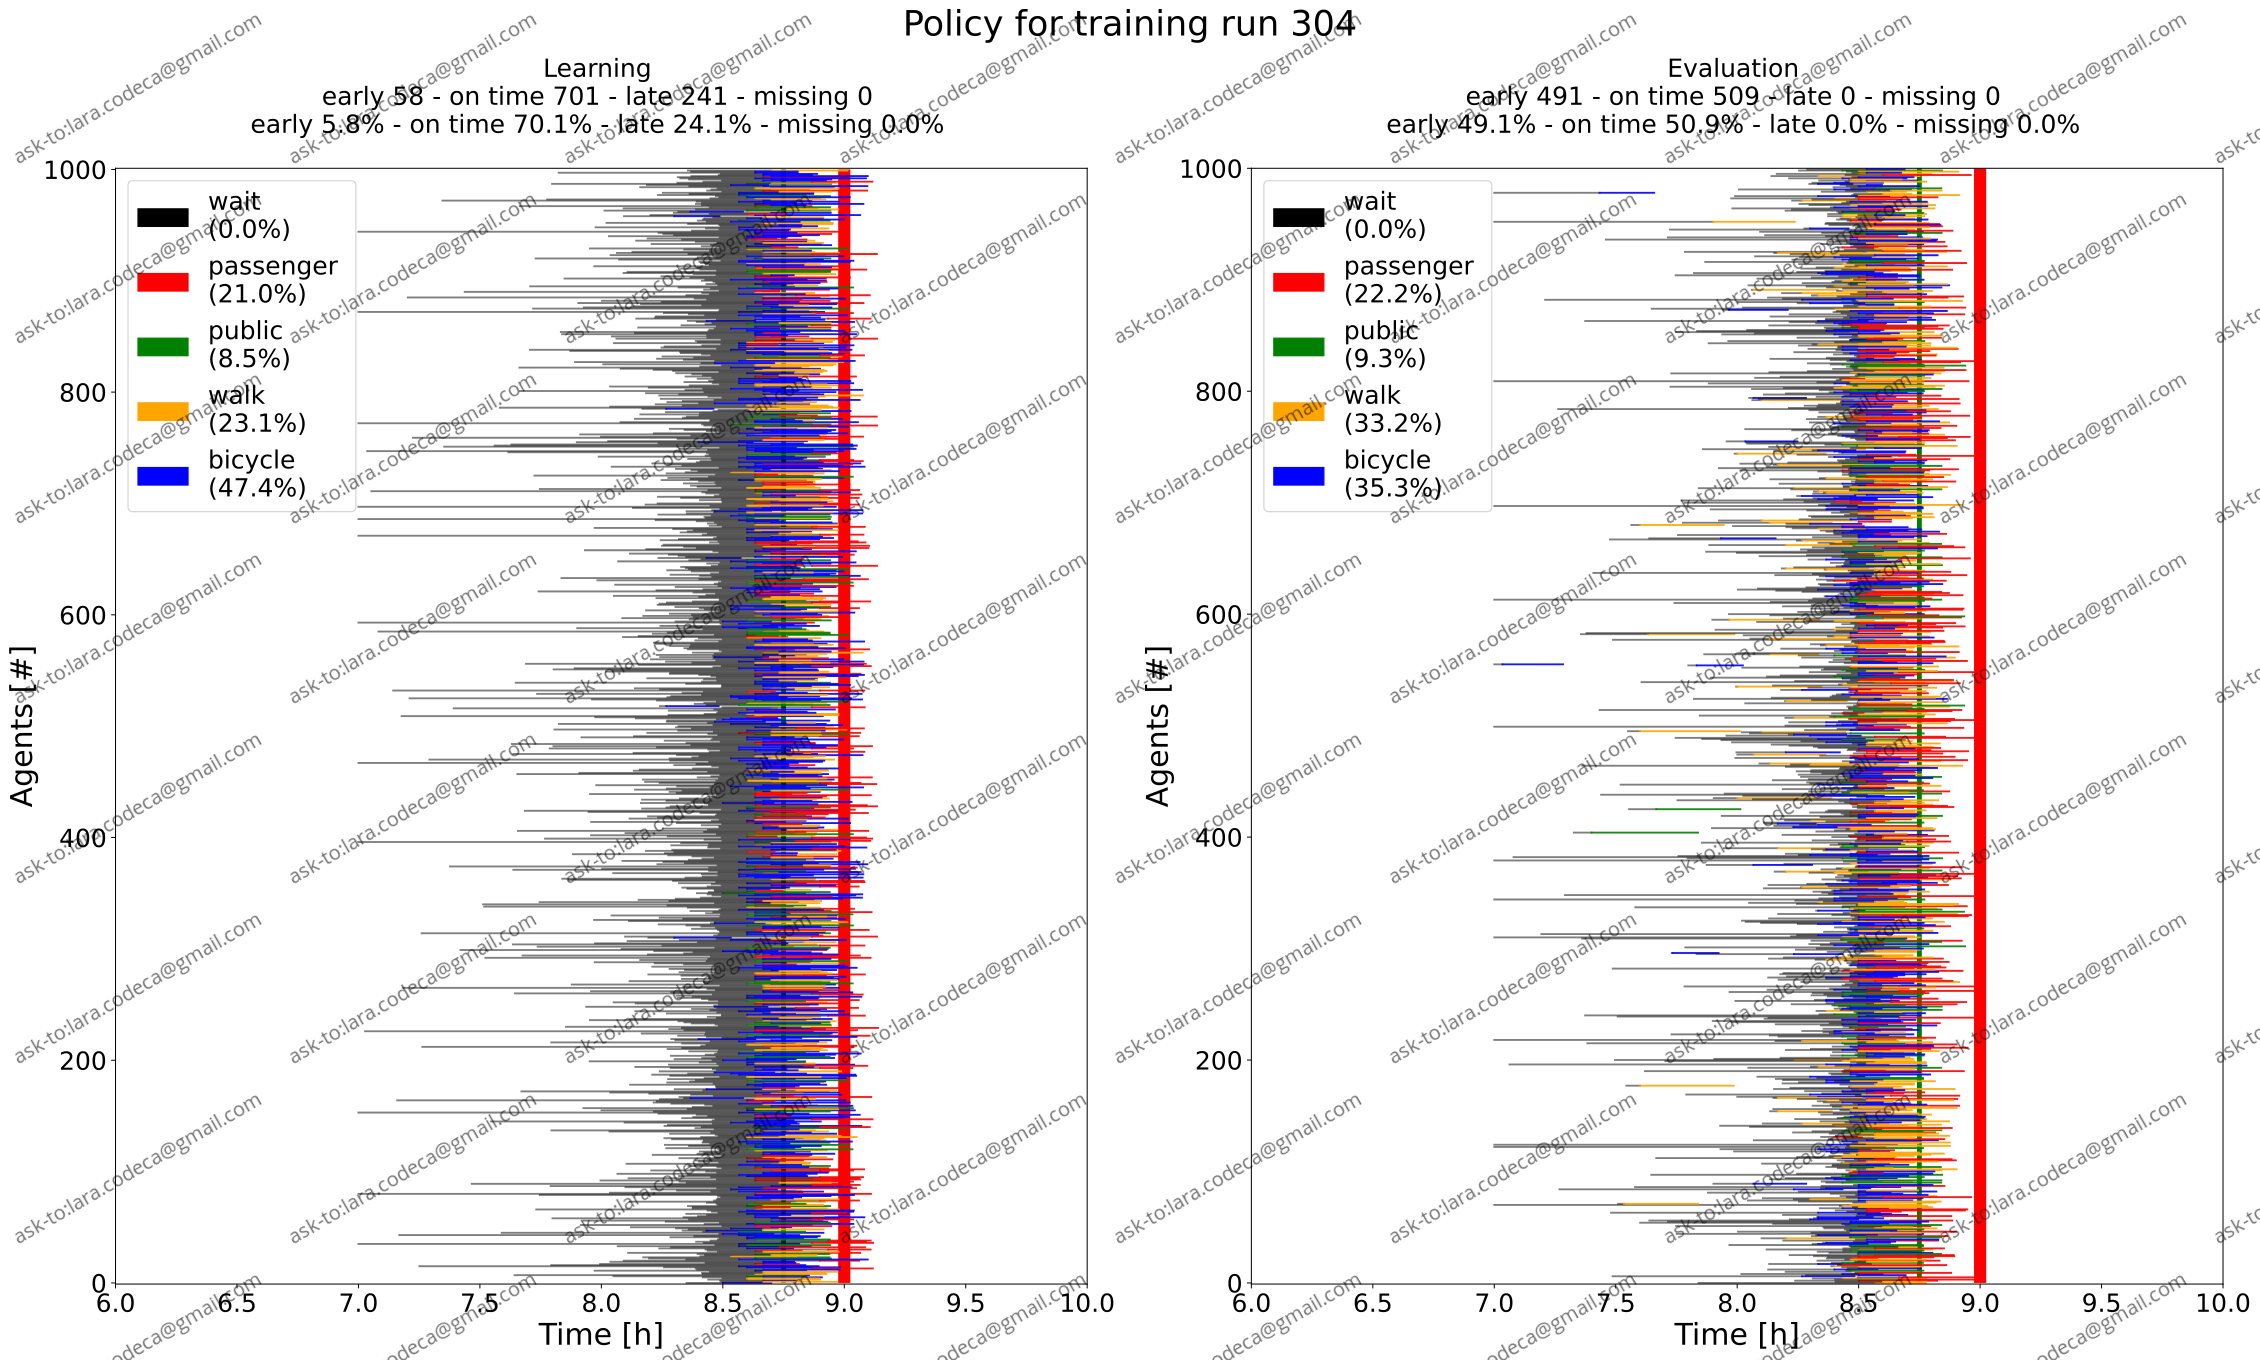 Policy for training run 304
Learning
early 58 - on time 701 - late 241 - missing 0
early 5.8% - on time 70.1% - late 24.1% - missing 0.0%
1000
800
600
400
200
0
Agents [#]
wait
(0.0%)
passenger
(21.0%)
public
(8.5%)
walk
(23.1%)
bicycle
(47.4%)
6.0 6.5 7.0 7.5 8.0 8.5 9.0 9.5 10.0
Time [h]
Evaluation
early 491 - on time 509 - late 0 - missing 0
early 49.1% - on time 50.9% - late 0.0% - missing 0.0%
1000
800
600
400
200
0
Agents [#]
wait
(0.0%)
passenger
(22.2%)
public
(9.3%)
walk
(33.2%)
bicycle
(35.3%)
6.0 6.5 7.0 7.5 8.0 8.5 9.0 9.5 10.0
Time [h]
ask-to:lara.codeca@gmail.com